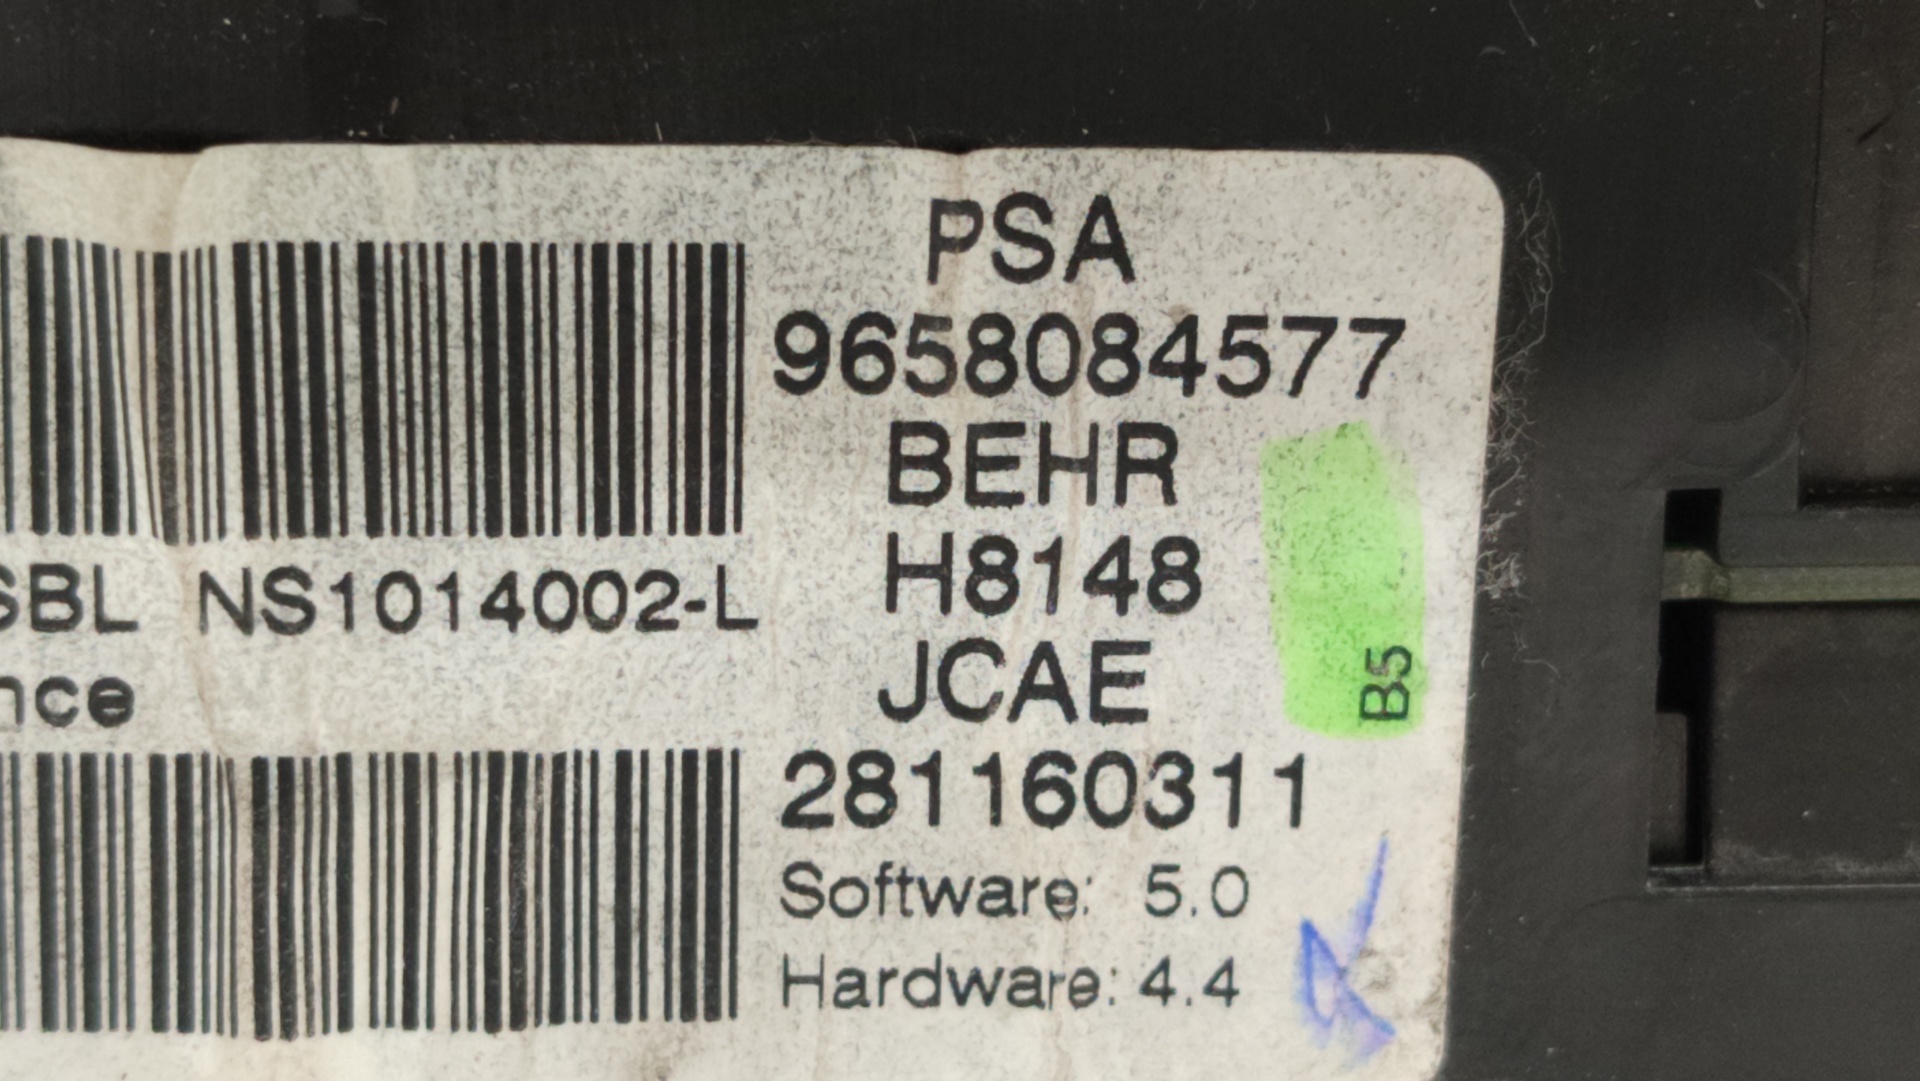 PSA
9658084577
BEHR
H8148
JCAE
281160311
Software: 5.0
Hardware: 4.4
B5
SBL NS1014002-L
nce